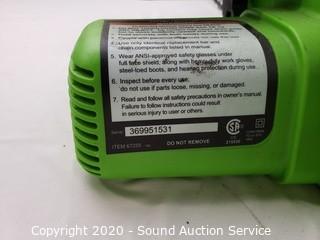 3. Use only identical replacement bar and
chain components listed in manual.
5. Wear ANSI-approved safety glasses under
full face shield, along with heavy-duty work gloves,
steel-toed boots, and hearing protection during use.
6. Inspect before every use;
do not use if parts loose, missing, or damaged.
7. Read and follow all safety precautions in owner's manual.
Failure to follow instructions could result
in serious injury to user or others.
Serial: 369951531
DO NOT REMOVE
Copyright 2020 - Auction Sound Service